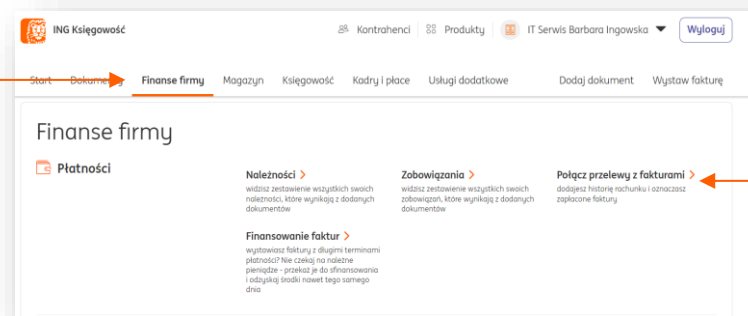 ING Księgowość
Kontrahenci
Produkty
IT Serwis Barbara Ingowska
Wyloguj
Start
Dokumenty
Finanse firmy
Magazyn
Księgowość
Kadry i płace
Usługi dodatkowe
Dodaj dokument
Wystaw fakturę
Finanse firmy
Płatności
Należności >
widzisz zestawienie wszystkich swoich
należności, które wynikają z dodanych
dokumentów
Zobowiązania >
widzisz zestawienie wszystkich swoich
zobowiązań, które wynikają z dodanych
dokumentów
Połącz przelewy z fakturami >
dodajesz historię rachunku i oznaczasz
zapłacone faktury
Finansowanie faktur >
wystawiasz faktury z długimi terminami
płatności? Nie czekaj na należne
pieniądze - przekaż je do sfinansowania
i odzyskaj środki nawet tego samego
dnia